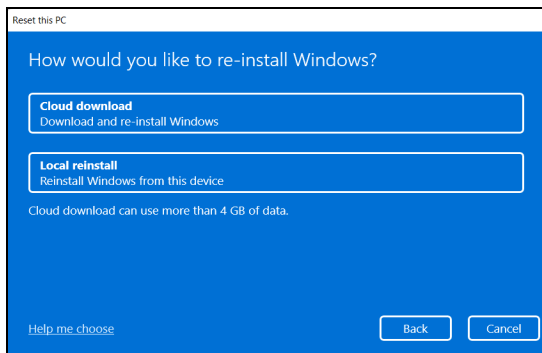 Reset this PC
How would you like to re-install Windows?
Cloud download
Download and re-install Windows
Local reinstall
Reinstall Windows from this device
Cloud download can use more than 4 GB of data.
Help me choose
Back
Cancel